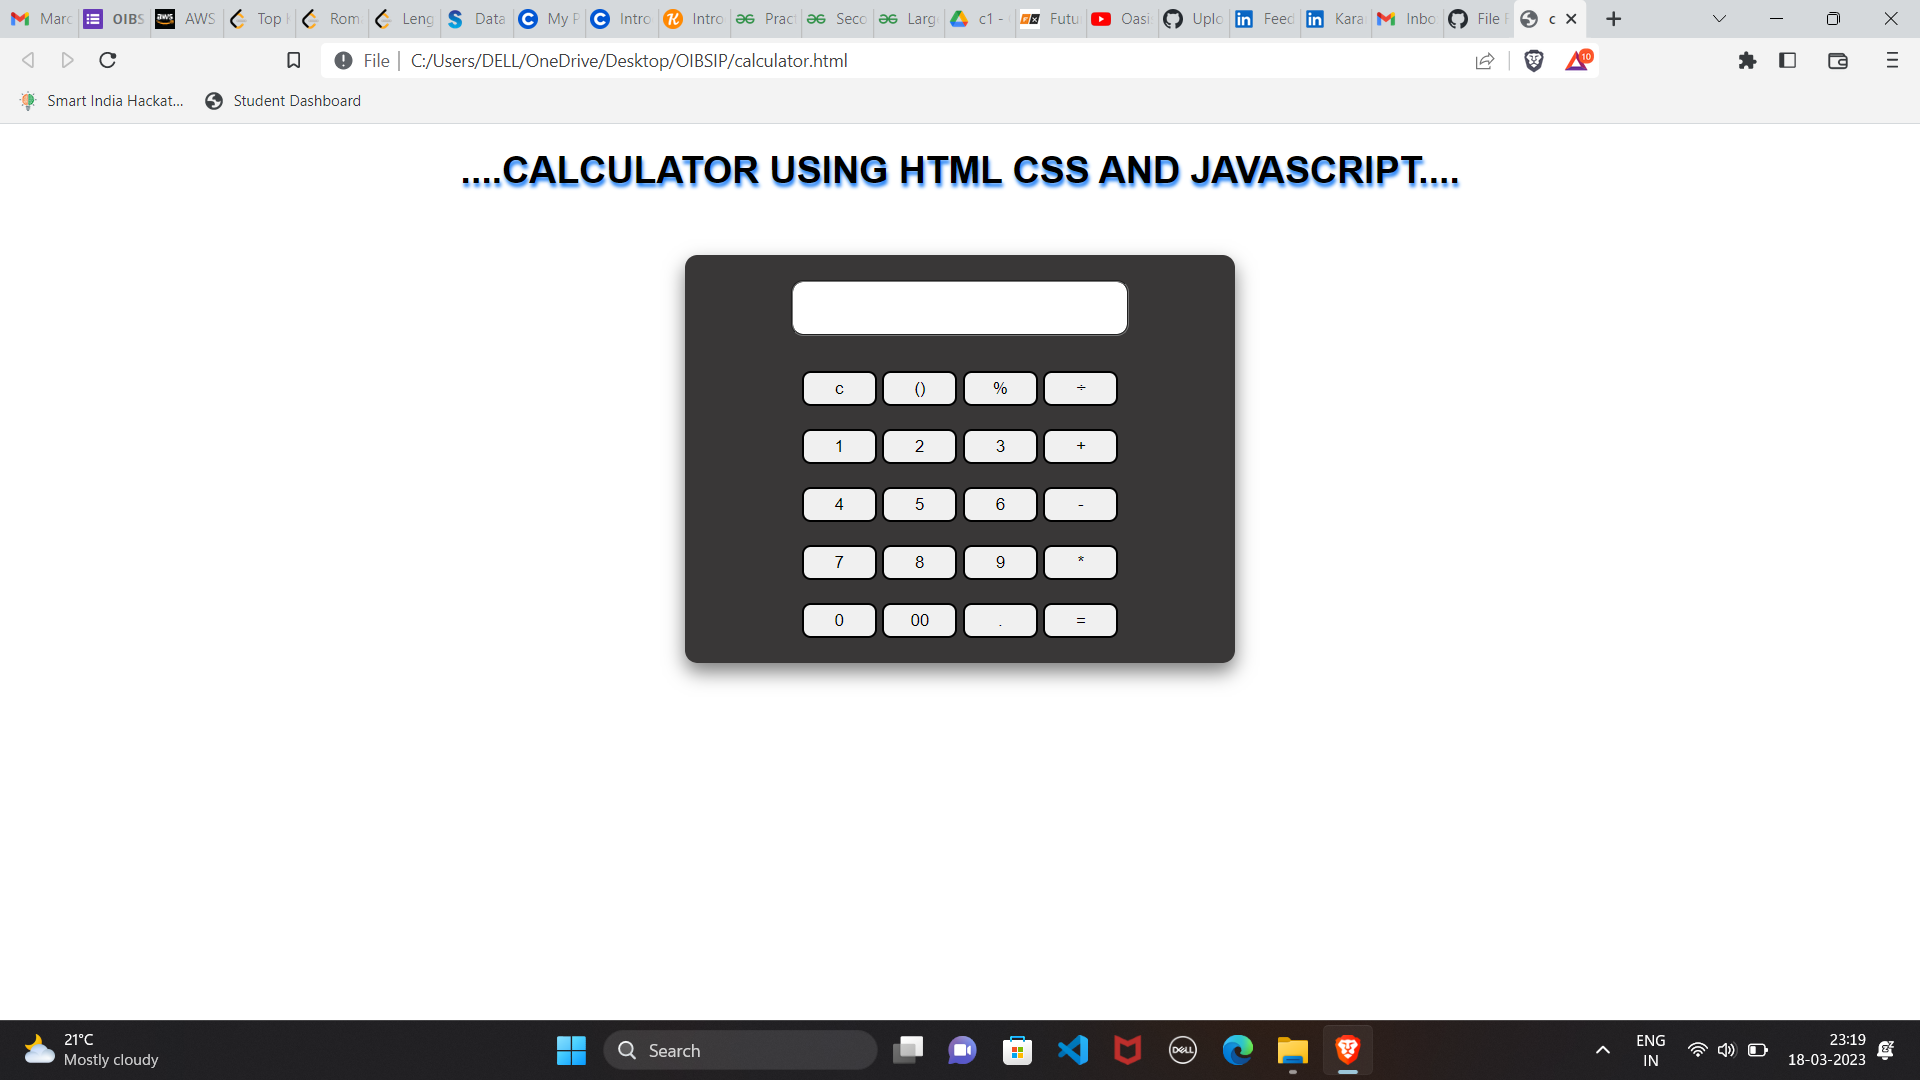 Marc
OIBS
AWS
Top
Rom
Leng
Data
My P
Intro
Intro
Pract
Seco
Larg
c1 -
Futu
Oasi
Uplo
Feed
Kara
Inbo
File
c
File
C:/Users/DELL/OneDrive/Desktop/OIBSIP/calculator.html
10
Smart India Hackat...
Student Dashboard
....CALCULATOR USING HTML CSS AND JAVASCRIPT....
c () % ÷
1 2 3 +
4 5 6 -
7 8 9 *
0 00 . =
21°C
Mostly cloudy
Search
DELL
ENG
IN
23:19
18-03-2023